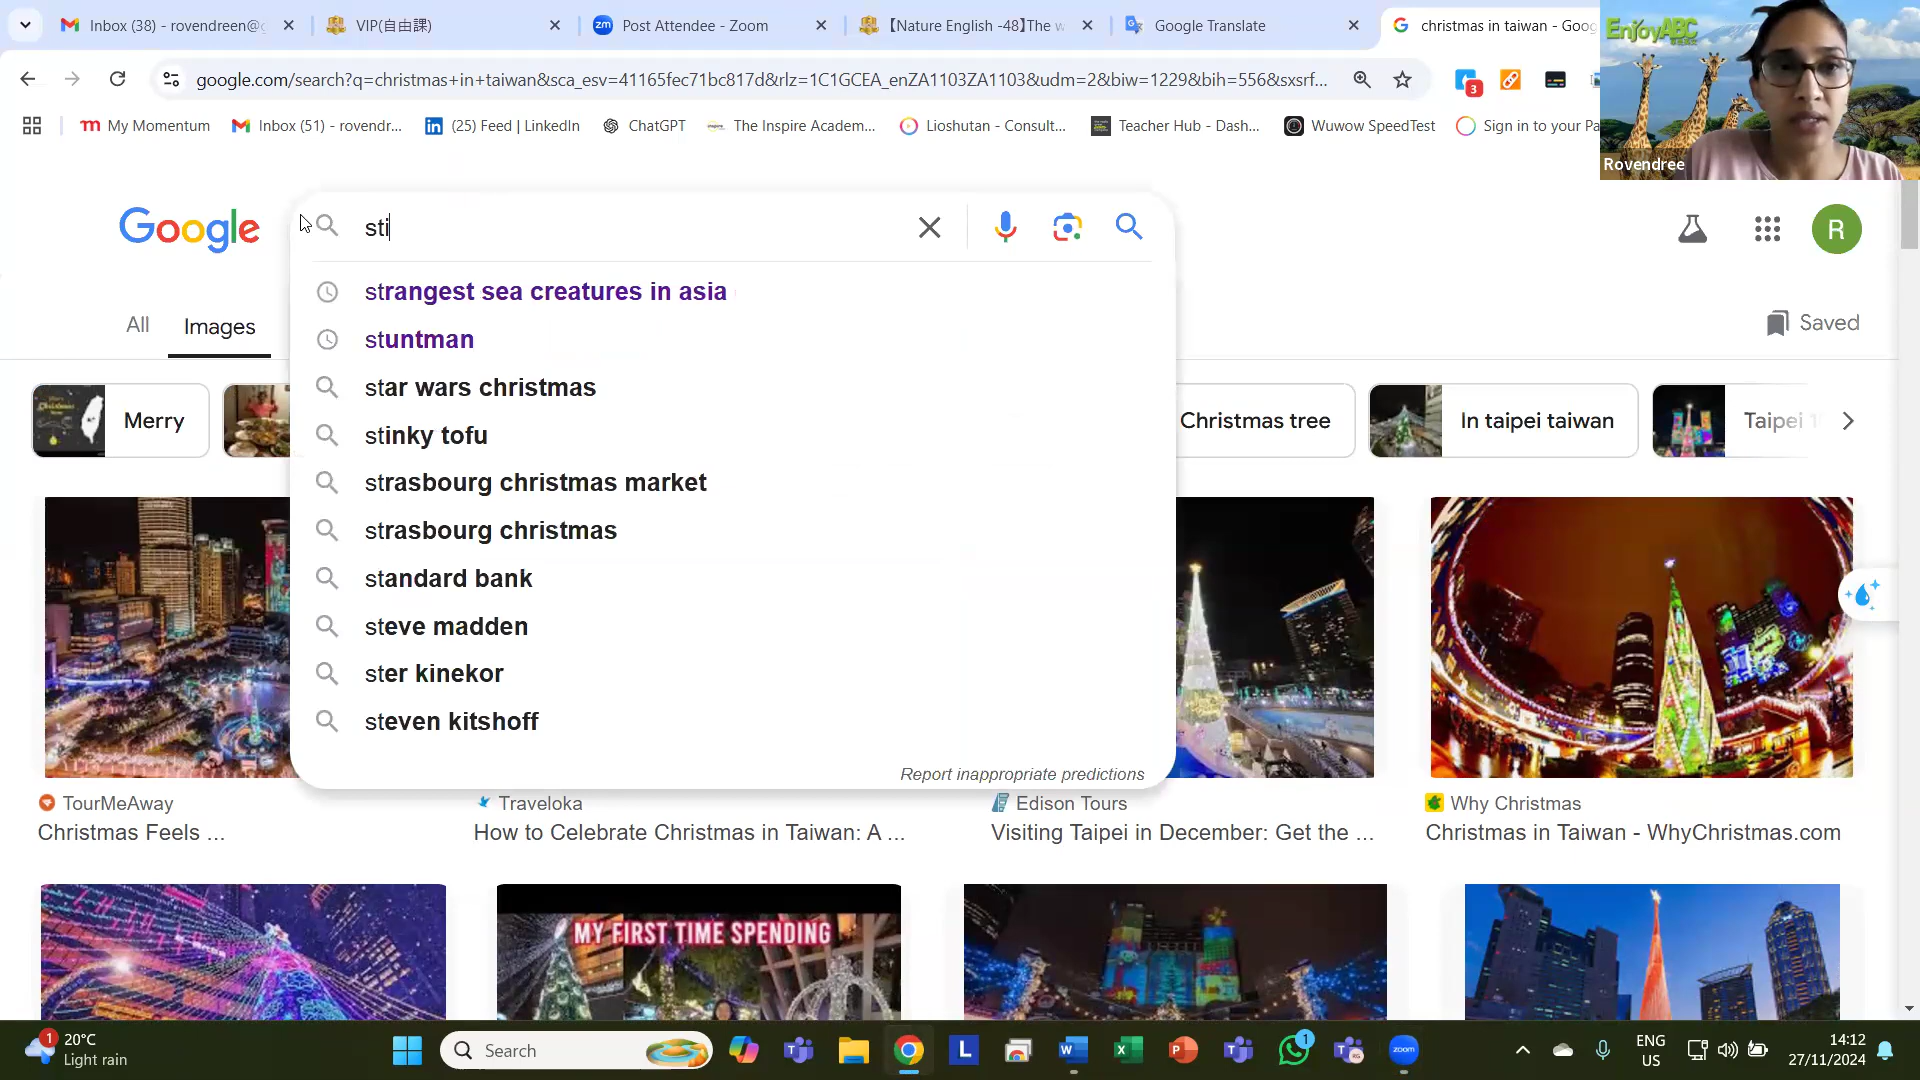 Inbox (38) - rovendreen@g
VIP(自由課)
Post Attendee - Zoom
【Nature English -48】The w
Google Translate
christmas in taiwan - Goog
EnjoyABC
google.com/search?q=christmas+in+taiwan&sca_esv=41165fec71bc817d&rlz=1C1GCEA_enZA1103ZA1103&udm=2&biw=1229&bih=556&sxsrf...
3
My Momentum
Inbox (51) - rovendr...
(25) Feed | LinkedIn
ChatGPT
The Inspire Academ...
Lioshutan - Consult...
Teacher Hub - Dash...
Wuwow SpeedTest
Sign in to your Pa
Rovendree
Google
sti
R
strangest sea creatures in asia
stuntman
star wars christmas
stinky tofu
strasbourg christmas market
strasbourg christmas
standard bank
steve madden
ster kinekor
steven kitshoff
Report inappropriate predictions
All
Images
Saved
Merry
Christmas tree
In taipei taiwan
Taipei 1
TourMeAway
Christmas Feels ...
Traveloka
How to Celebrate Christmas in Taiwan: A ...
Edison Tours
Visiting Taipei in December: Get the ...
Why Christmas
Christmas in Taiwan - WhyChristmas.com
MY FIRST TIME SPENDING
1
20°C
Light rain
Search
L
zoom
1
ENG
US
14:12
27/11/2024